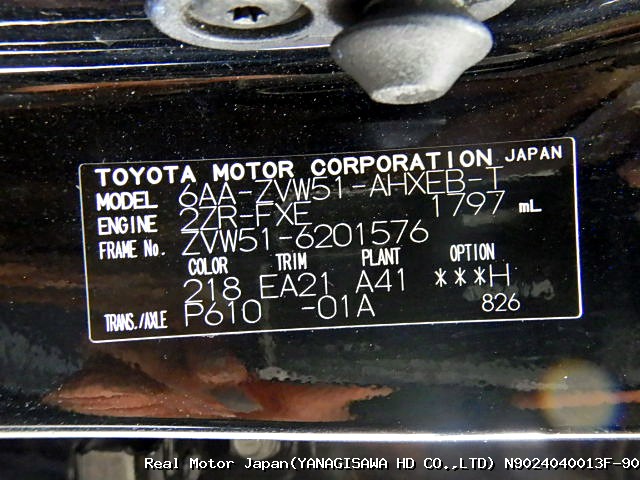 TOYOTA MOTOR CORPORATION JAPAN
MODEL 6AA-ZVW51-AHXEB-T
ENGINE 2ZR-FXE 1797 mL
FRAME No. ZVW51-6201576
COLOR TRIM PLANT OPTION
218 EA21 A41 ***H
TRANS./AXLE P610 -01A 826
Real Motor Japan(YANAGISAWA HD CO.,LTD) N9024040013F-90